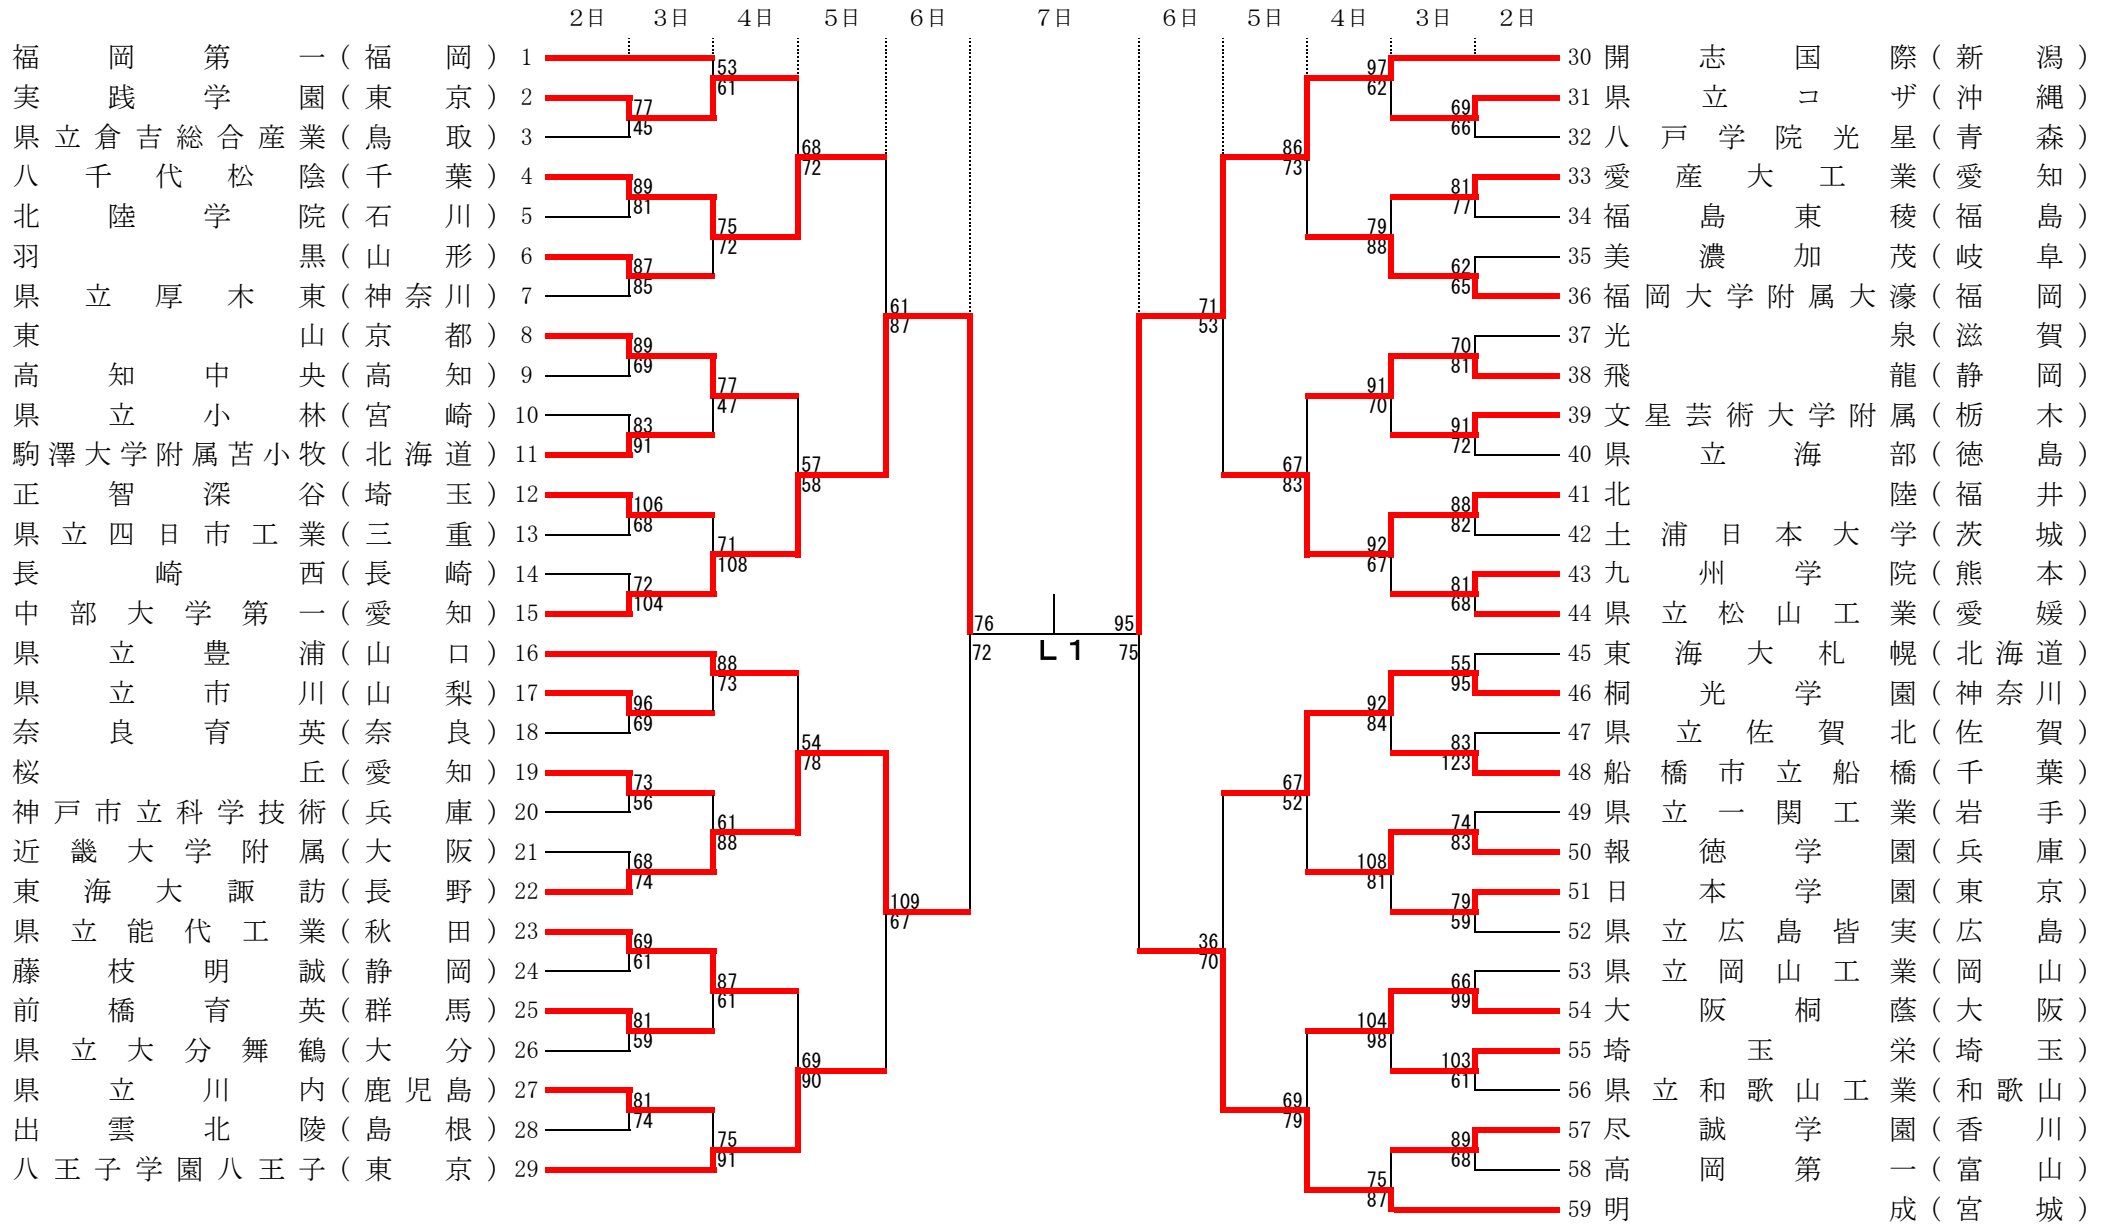 2日 3日 4日 5日 6日 7日 6日 5日 4日 3日 2日
福岡第一(福岡) 1
実践学園(東京) 2
県立倉吉総合産業(鳥取) 3
八千代松陰(千葉) 4
北陸学院(石川) 5
羽黒(山形) 6
県立厚木東(神奈川) 7
東山(京都) 8
高知中央(高知) 9
県立小林(宮崎) 10
駒澤大学附属苫小牧(北海道) 11
正智深谷(埼玉) 12
県立四日市工業(三重) 13
長崎西(長崎) 14
中部大学第一(愛知) 15
県立豊浦(山口) 16
県立市川(山梨) 17
奈良育英(奈良) 18
桜丘(愛知) 19
神戸市立科学技術(兵庫) 20
近畿大学附属(大阪) 21
東海大諏訪(長野) 22
県立能代工業(秋田) 23
藤枝明誠(静岡) 24
前橋育英(群馬) 25
県立大分舞鶴(大分) 26
県立川内(鹿児島) 27
出雲北陵(島根) 28
八王子学園八王子(東京) 29
77
45
89
81
87
85
89
69
83
91
106
68
72
104
96
69
73
56
68
74
69
61
81
59
81
74
53
61
75
72
77
47
71
108
88
73
61
88
87
61
75
91
68
72
57
58
54
78
69
90
61
87
109
67
76
72
L1
95
75
71
53
36
70
86
73
67
83
67
52
69
79
97
62
79
88
91
70
92
67
92
84
108
81
104
98
75
87
69
66
81
77
62
65
70
81
91
72
88
82
81
68
55
95
83
123
74
83
79
59
66
99
103
61
89
68
30 開志国際(新潟)
31 県立コザ(沖縄)
32 八戸学院光星(青森)
33 愛産大工業(愛知)
34 福島東稜(福島)
35 美濃加茂(岐阜)
36 福岡大学附属大濠(福岡)
37 光泉(滋賀)
38 飛龍(静岡)
39 文星芸術大学附属(栃木)
40 県立海部(徳島)
41 北陸(福井)
42 土浦日本大学(茨城)
43 九州学院(熊本)
44 県立松山工業(愛媛)
45 東海大札幌(北海道)
46 桐光学園(神奈川)
47 県立佐賀北(佐賀)
48 船橋市立船橋(千葉)
49 県立一関工業(岩手)
50 報徳学園(兵庫)
51 日本学園(東京)
52 県立広島皆実(広島)
53 県立岡山工業(岡山)
54 大阪桐蔭(大阪)
55 埼玉栄(埼玉)
56 県立和歌山工業(和歌山)
57 尽誠学園(香川)
58 高岡第一(富山)
59 明成(宮城)